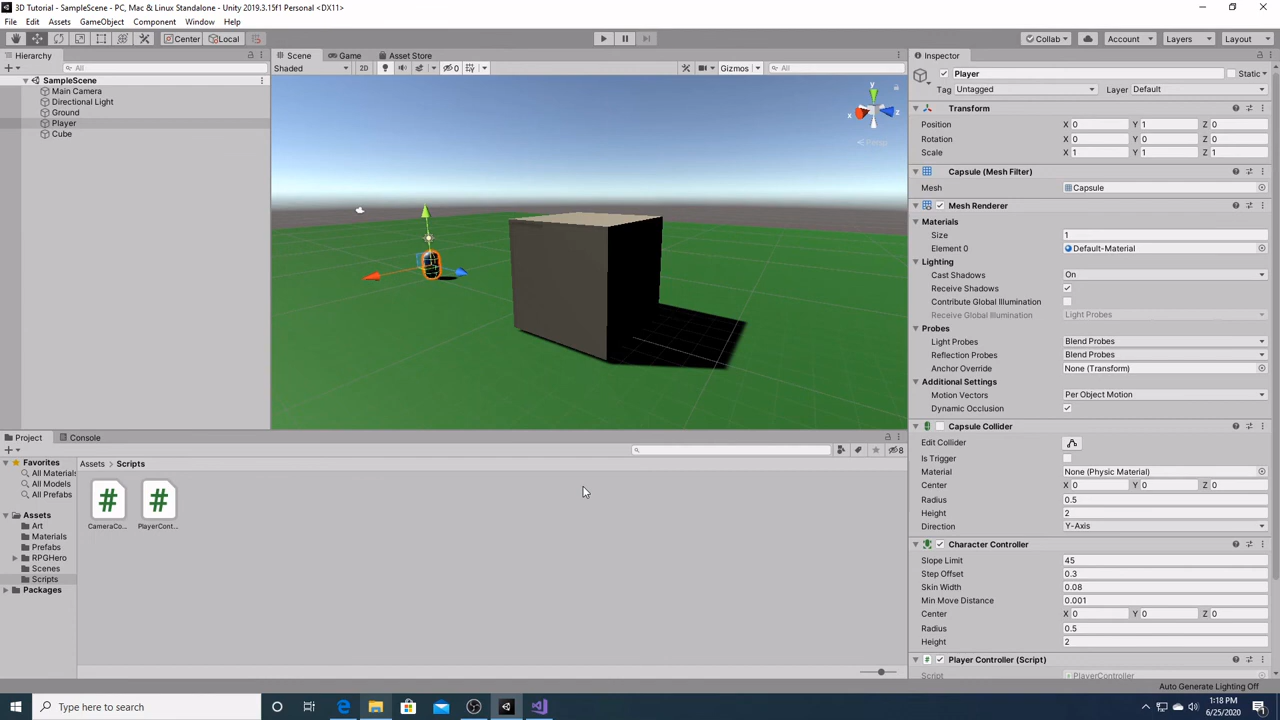 3D Tutorial - SampleScene - PC, Mac & Linux Standalone - Unity 2019.3.15f1 Personal <DX11>
File Edit Assets GameObject Component Window Help
Center Local Collab Account Layers Layout
Hierarchy
All
SampleScene
Main Camera
Directional Light
Ground
Player
Cube
Scene Game Asset Store
Shaded 2D 0 Gizmos All
y
x z
Persp
Project Console
8
Favorites
All Materials
All Models
All Prefabs
Assets
Art
Materials
Prefabs
RPGHero
Scenes
Scripts
Packages
Assets > Scripts
CameraCo... PlayerCont...
Inspector
Player Static
Tag Untagged Layer Default
Transform
Position X 0 Y 1 Z 0
Rotation X 0 Y 0 Z 0
Scale X 1 Y 1 Z 1
Capsule (Mesh Filter)
Mesh Capsule
Mesh Renderer
Materials
Size 1
Element 0 Default-Material
Lighting
Cast Shadows On
Receive Shadows
Contribute Global Illumination
Receive Global Illumination Light Probes
Probes
Light Probes Blend Probes
Reflection Probes Blend Probes
Anchor Override None (Transform)
Additional Settings
Motion Vectors Per Object Motion
Dynamic Occlusion
Capsule Collider
Edit Collider
Is Trigger
Material None (Physic Material)
Center X 0 Y 0 Z 0
Radius 0.5
Height 2
Direction Y-Axis
Character Controller
Slope Limit 45
Step Offset 0.3
Skin Width 0.08
Min Move Distance 0.001
Center X 0 Y 0 Z 0
Radius 0.5
Height 2
Player Controller (Script)
Script PlayerController
Auto Generate Lighting Off
Type here to search
1:18 PM
6/25/2020
1